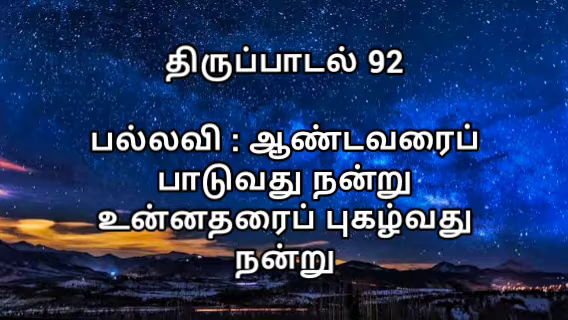 திருப்பாடல் 92
பல்லவி : ஆண்டவரைப்
பாடுவது நன்று
உன்னதரைப் புகழ்வது
நன்று